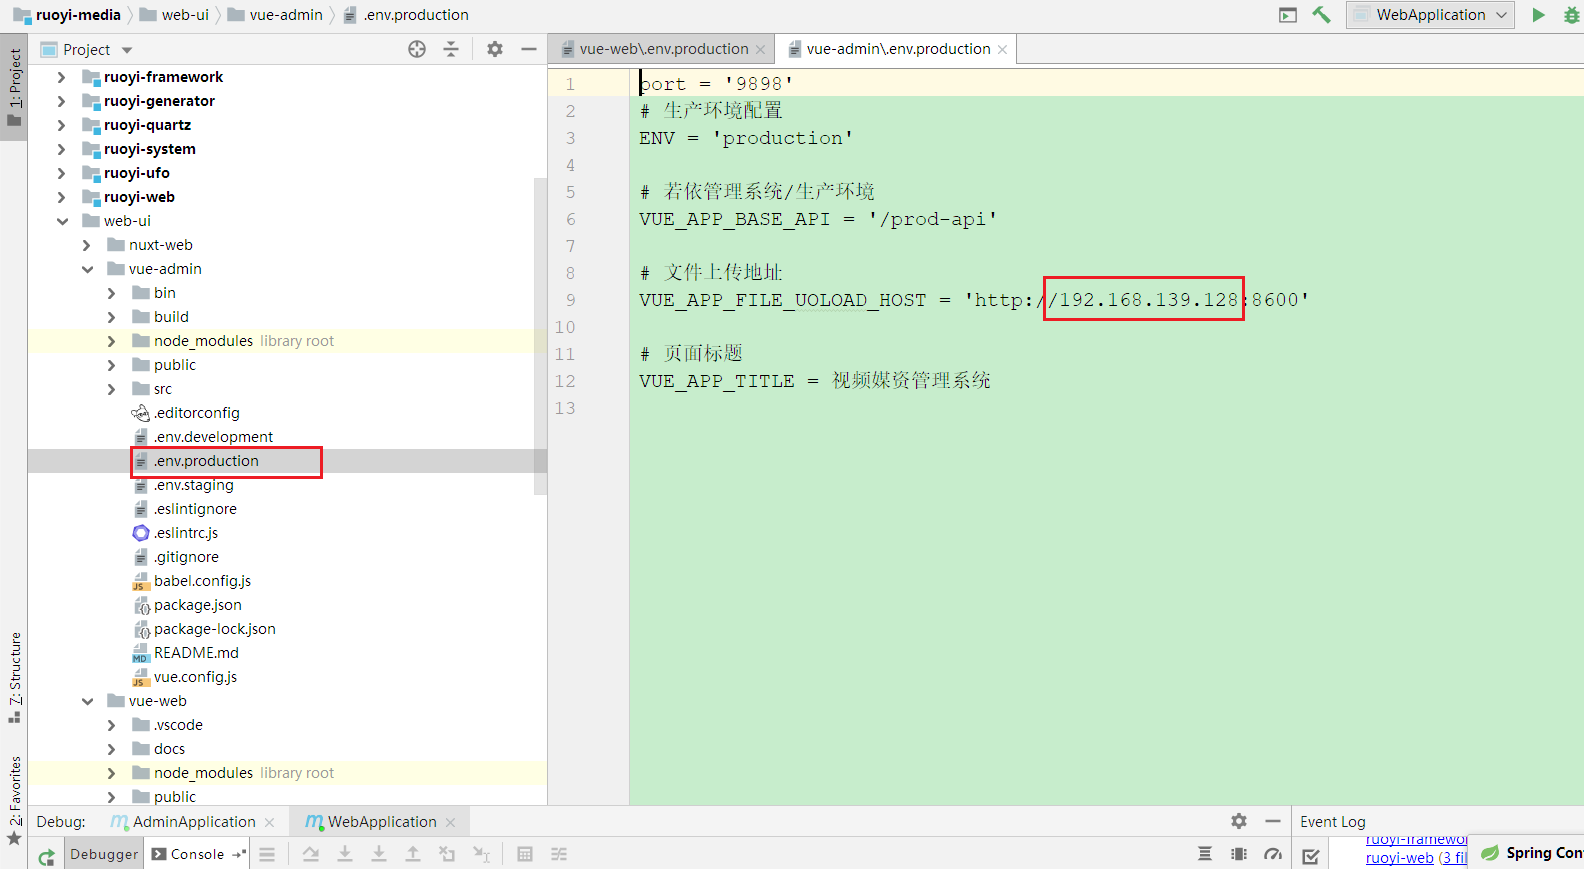 ruoyi-media
web-ui
vue-admin
.env.production
WebApplication
1: Project
Z: Structure
2: Favorites
Project
ruoyi-framework
ruoyi-generator
ruoyi-quartz
ruoyi-system
ruoyi-ufo
ruoyi-web
web-ui
nuxt-web
vue-admin
bin
build
node_modules library root
public
src
.editorconfig
.env.development
.env.production
.env.staging
.eslintignore
.eslintrc.js
.gitignore
babel.config.js
package.json
package-lock.json
README.md
vue.config.js
vue-web
.vscode
docs
node_modules library root
public
vue-web\.env.production
vue-admin\.env.production
1 port = '9898'
2 # 生产环境配置
3 ENV = 'production'
4
5 # 若依管理系统/生产环境
6 VUE_APP_BASE_API = '/prod-api'
7
8 # 文件上传地址
9 VUE_APP_FILE_UOLOAD_HOST = 'http://192.168.139.128:8600'
10
11 # 页面标题
12 VUE_APP_TITLE = 视频媒资管理系统
13
Debug:
AdminApplication
WebApplication
Debugger
Console
Event Log
ruoyi-framewor
ruoyi-web (3 fil
Spring Con